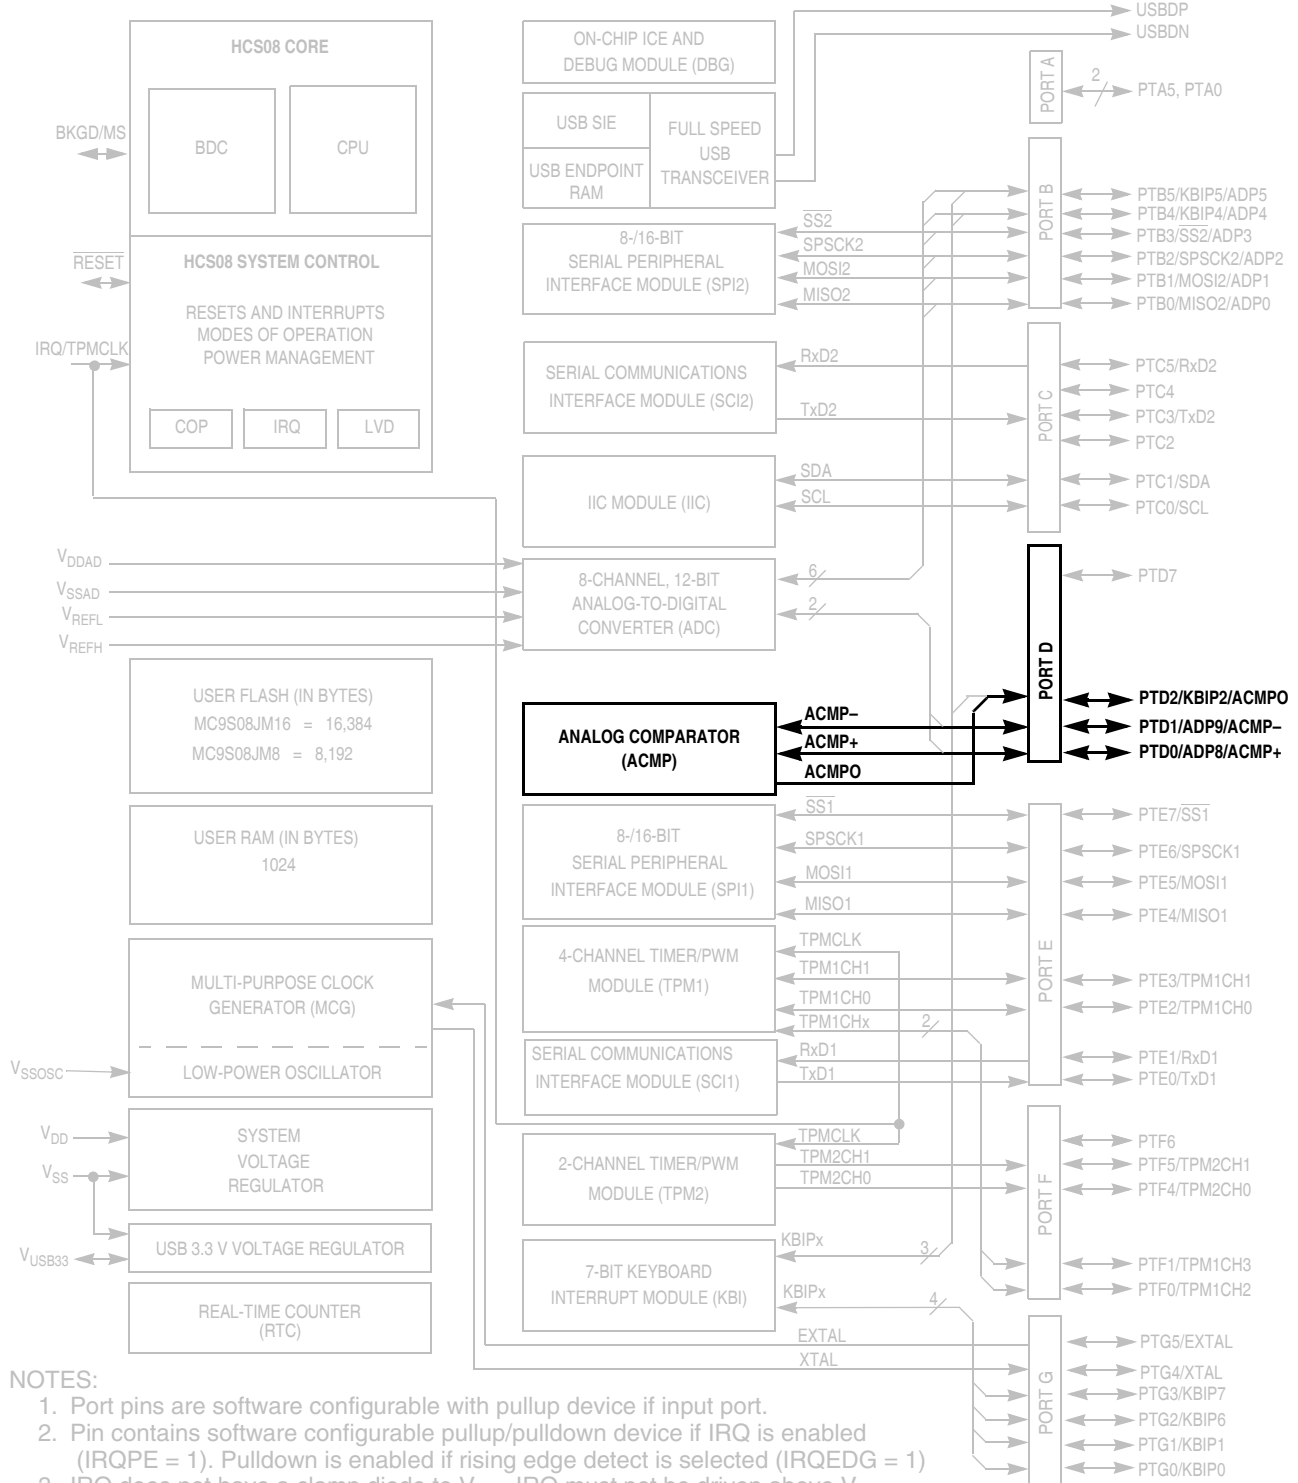 USBDP
USBDN
HCS08 CORE
BDC
CPU
BKGD/MS
RESET
HCS08 SYSTEM CONTROL
RESETS AND INTERRUPTS
MODES OF OPERATION
POWER MANAGEMENT
IRQ/TPMCLK
COP
IRQ
LVD
VDDAD
VSSAD
VREFL
VREFH
USER FLASH (IN BYTES)
MC9S08JM16 = 16,384
MC9S08JM8 = 8,192
USER RAM (IN BYTES)
1024
MULTI-PURPOSE CLOCK
GENERATOR (MCG)
LOW-POWER OSCILLATOR
VSSOSC
VDD
VSS
SYSTEM
VOLTAGE
REGULATOR
VUSB33
USB 3.3 V VOLTAGE REGULATOR
REAL-TIME COUNTER
(RTC)
ON-CHIP ICE AND
DEBUG MODULE (DBG)
USB SIE
USB ENDPOINT
RAM
FULL SPEED
USB
TRANSCEIVER
8-/16-BIT
SERIAL PERIPHERAL
INTERFACE MODULE (SPI2)
SS2
SPSCK2
MOSI2
MISO2
SERIAL COMMUNICATIONS
INTERFACE MODULE (SCI2)
RxD2
TxD2
IIC MODULE (IIC)
SDA
SCL
8-CHANNEL, 12-BIT
ANALOG-TO-DIGITAL
CONVERTER (ADC)
6
2
ANALOG COMPARATOR
(ACMP)
ACMP–
ACMP+
ACMPO
8-/16-BIT
SERIAL PERIPHERAL
INTERFACE MODULE (SPI1)
SS1
SPSCK1
MOSI1
MISO1
4-CHANNEL TIMER/PWM
MODULE (TPM1)
TPMCLK
TPM1CH1
TPM1CH0
TPM1CHx
2
SERIAL COMMUNICATIONS
INTERFACE MODULE (SCI1)
RxD1
TxD1
2-CHANNEL TIMER/PWM
MODULE (TPM2)
TPMCLK
TPM2CH1
TPM2CH0
7-BIT KEYBOARD
INTERRUPT MODULE (KBI)
KBIPx
3
KBIPx
4
EXTAL
XTAL
PORT A
2
PTA5, PTA0
PORT B
PTB5/KBIP5/ADP5
PTB4/KBIP4/ADP4
PTB3/SS2/ADP3
PTB2/SPSCK2/ADP2
PTB1/MOSI2/ADP1
PTB0/MISO2/ADP0
PORT C
PTC5/RxD2
PTC4
PTC3/TxD2
PTC2
PTC1/SDA
PTC0/SCL
PORT D
PTD7
PTD2/KBIP2/ACMPO
PTD1/ADP9/ACMP–
PTD0/ADP8/ACMP+
PORT E
PTE7/SS1
PTE6/SPSCK1
PTE5/MOSI1
PTE4/MISO1
PTE3/TPM1CH1
PTE2/TPM1CH0
PTE1/RxD1
PTE0/TxD1
PORT F
PTF6
PTF5/TPM2CH1
PTF4/TPM2CH0
PTF1/TPM1CH3
PTF0/TPM1CH2
PORT G
PTG5/EXTAL
PTG4/XTAL
PTG3/KBIP7
PTG2/KBIP6
PTG1/KBIP1
PTG0/KBIP0
NOTES:
1. Port pins are software configurable with pullup device if input port.
2. Pin contains software configurable pullup/pulldown device if IRQ is enabled
(IRQPE = 1). Pulldown is enabled if rising edge detect is selected (IRQEDG = 1)
3. IRQ does not have a clamp diode to V IRQ must not be driven above V